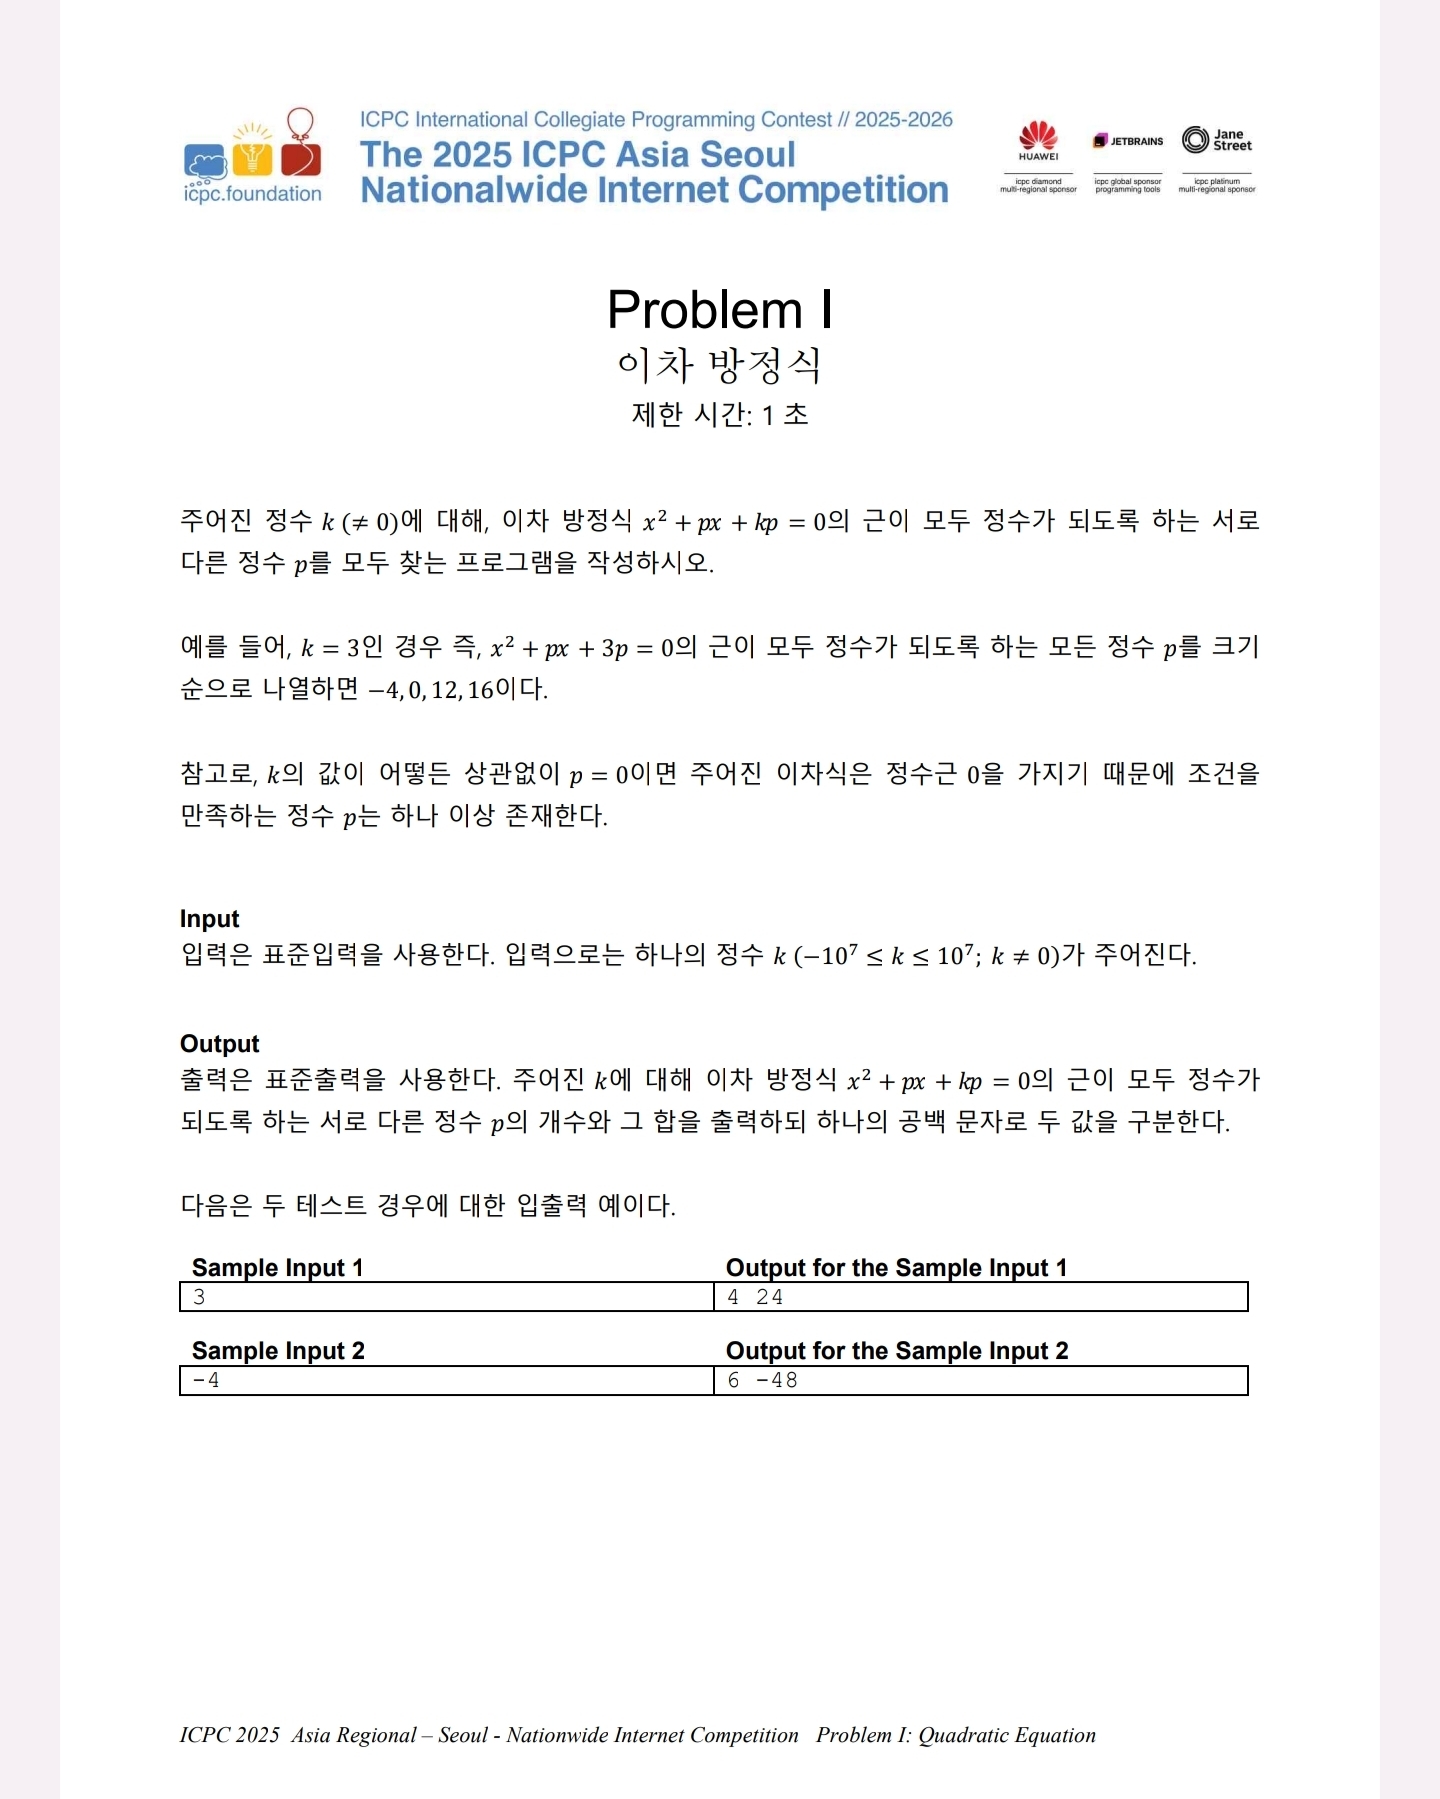 icpc.foundation
ICPC International Collegiate Programming Contest // 2025-2026
The 2025 ICPC Asia Seoul
Nationalwide Internet Competition
HUAWEI
icpc diamond
multi-regional sponsor
JETBRAINS
icpc global sponsor
programming tools
Jane
Street
icpc platinum
multi-regional sponsor
Problem I
이차 방정식
제한 시간: 1 초
주어진 정수 k (≠ 0)에 대해, 이차 방정식 x² + px + kp = 0의 근이 모두 정수가 되도록 하는 서로
다른 정수 p를 모두 찾는 프로그램을 작성하시오.
예를 들어, k = 3인 경우 즉, x² + px + 3p = 0의 근이 모두 정수가 되도록 하는 모든 정수 p를 크기
순으로 나열하면 −4, 0, 12, 16이다.
참고로, k의 값이 어떻든 상관없이 p = 0이면 주어진 이차식은 정수근 0을 가지기 때문에 조건을
만족하는 정수 p는 하나 이상 존재한다.
Input
입력은 표준입력을 사용한다. 입력으로는 하나의 정수 k (−10⁷ ≤ k ≤ 10⁷; k ≠ 0)가 주어진다.
Output
출력은 표준출력을 사용한다. 주어진 k에 대해 이차 방정식 x² + px + kp = 0의 근이 모두 정수가
되도록 하는 서로 다른 정수 p의 개수와 그 합을 출력하되 하나의 공백 문자로 두 값을 구분한다.
다음은 두 테스트 경우에 대한 입출력 예이다.
Sample Input 1
Output for the Sample Input 1
3
4 24
Sample Input 2
Output for the Sample Input 2
-4
6 -48
ICPC 2025 Asia Regional – Seoul - Nationwide Internet Competition Problem I: Quadratic Equation